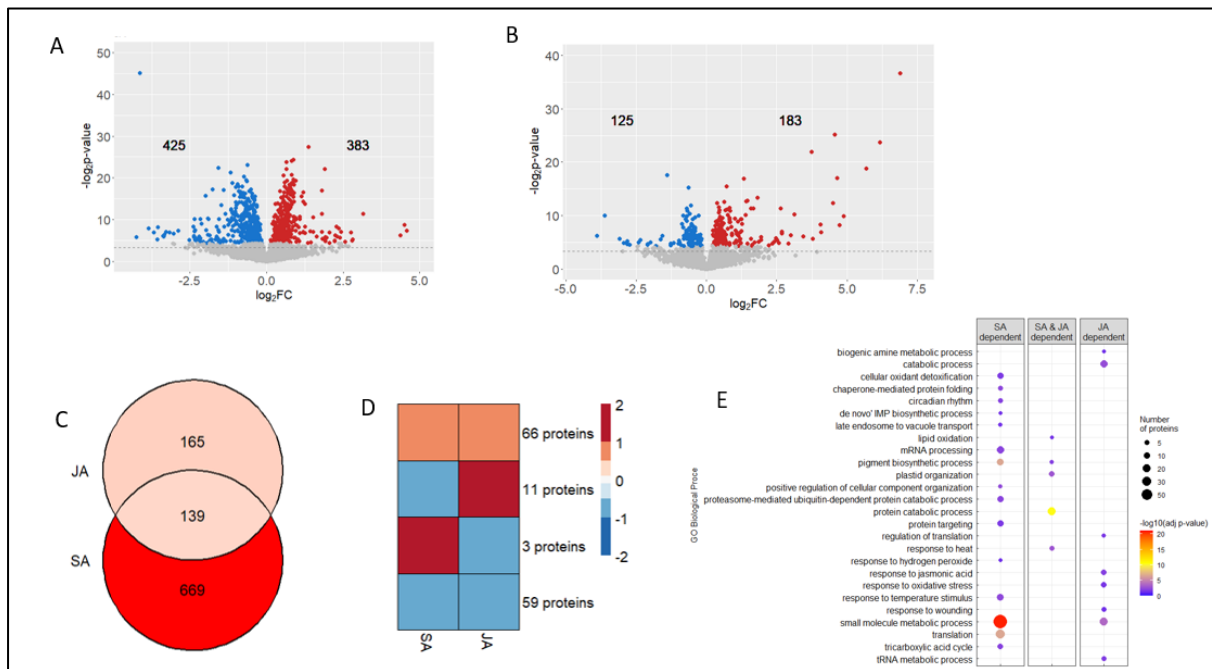 A
50
40
30
20
10
0
425
383
-log2p-value
-2.5
0.0
2.5
5.0
log2FC
B
40
30
20
10
0
125
183
-log2p-value
-5.0
-2.5
0.0
2.5
5.0
7.5
log2FC
C
165
JA
139
SA
669
D
66 proteins
11 proteins
3 proteins
59 proteins
SA
JA
2
1
0
-1
-2
E
SA dependent
SA & JA dependent
JA dependent
GO Biological Proce
biogenic amine metabolic process
catabolic process
cellular oxidant detoxification
chaperone-mediated protein folding
circadian rhythm
de novo' IMP biosynthetic process
late endosome to vacuole transport
lipid oxidation
mRNA processing
pigment biosynthetic process
plastid organization
positive regulation of cellular component organization
proteasome-mediated ubiquitin-dependent protein catabolic process
protein catabolic process
protein targeting
regulation of translation
response to heat
response to hydrogen peroxide
response to jasmonic acid
response to oxidative stress
response to temperature stimulus
response to wounding
small molecule metabolic process
translation
tricarboxylic acid cycle
tRNA metabolic process
Number
of proteins
5
10
20
30
50
-log10(adj p-value)
20
15
10
5
0